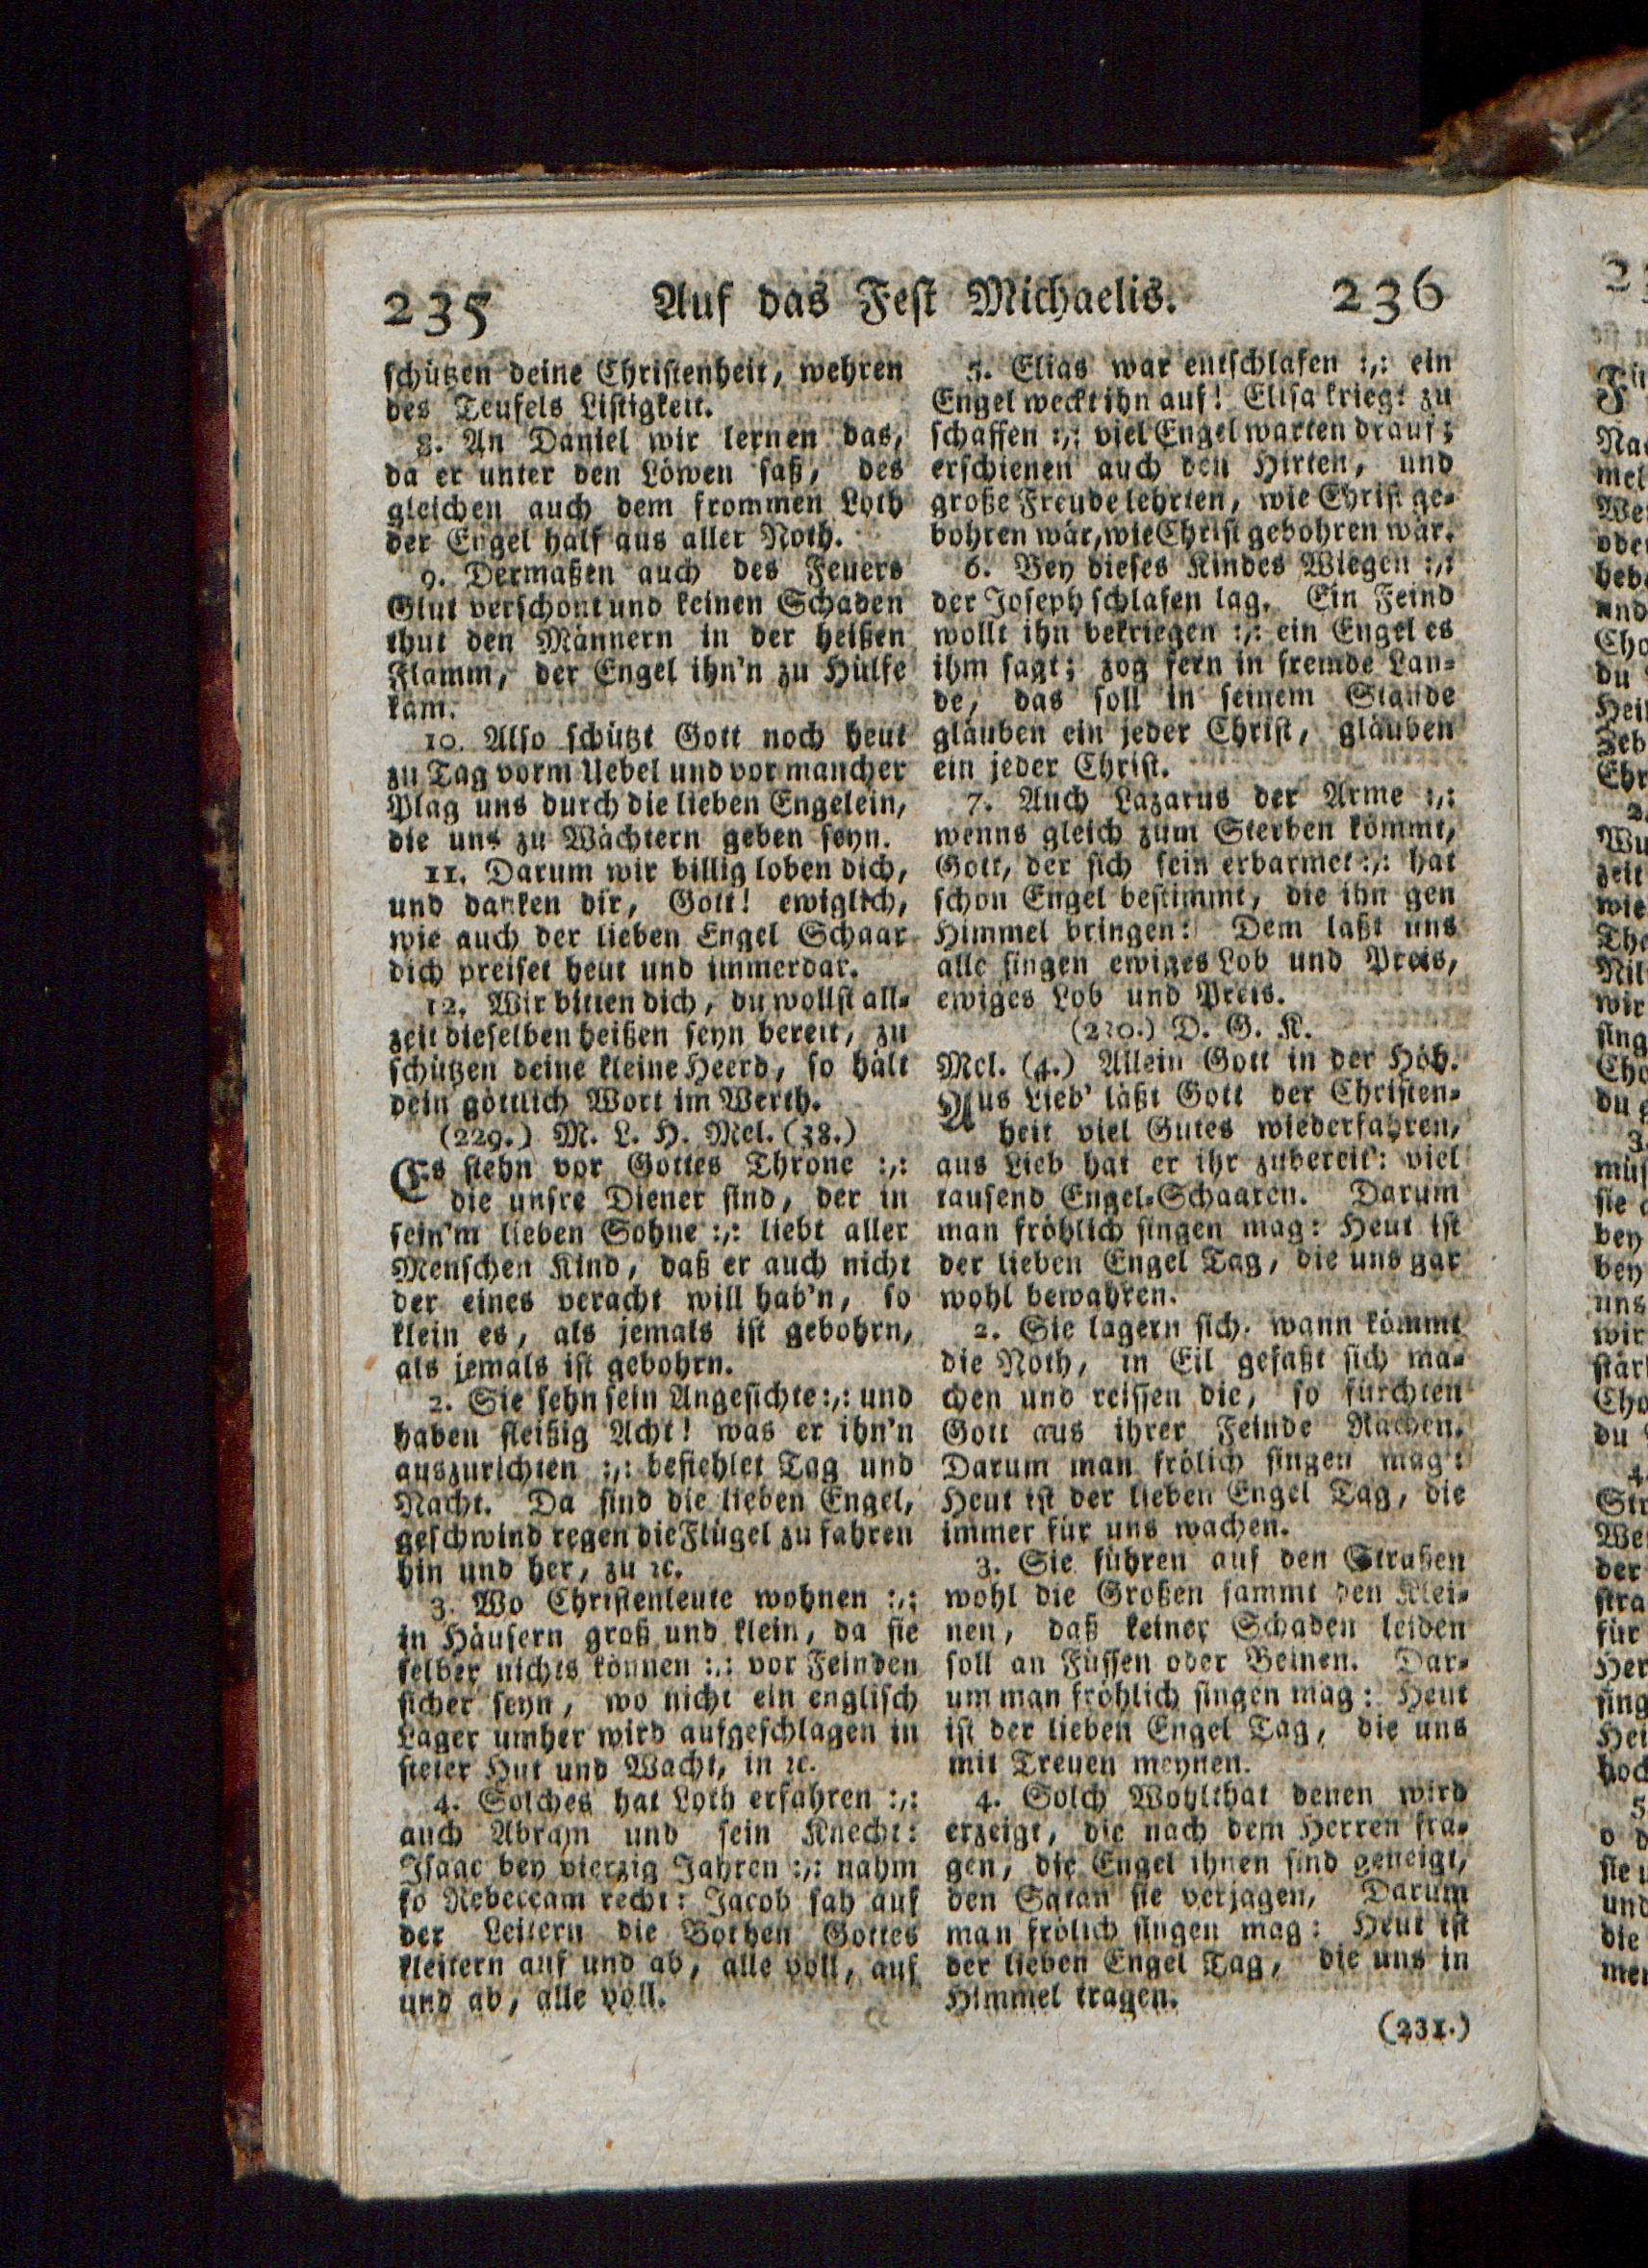 235 Auf das Fest Michaelis. 236
schützen deine Christenheit, wehren
des Teufels Listigkeit.
8. An Daniel wir lernen das,
da er unter den Löwen saß, des
gleichen auch dem frommen Loth
der Engel half aus aller Noth.
9. Dermaßen auch des Feuers
Glut verschont und keinen Schaden
thut den Männern in der heißen
Flamm, der Engel ihn'n zu Hülfe
kam.
10. Also schützt Gott noch heut
zu Tag vorm Uebel und vor mancher
Plag uns durch die lieben Engelein,
die uns zu Wächtern geben seyn.
11. Darum wir billig loben dich,
und danken dir, Gott! ewiglich,
wie auch der lieben Engel Schaar
dich preiset heut und immerdar.
12. Wir bitten dich, du wollst all=
zeit dieselben heißen seyn bereit, zu
schützen deine kleine Heerd, so hält
dein göttlich Wort im Werth.
(229.) M. L. H. Mel. (38.)
Es stehn vor Gottes Throne :,:
die unsre Diener sind, der in
sein'm lieben Sohne :,: liebt aller
Menschen Kind, daß er auch nicht
der eines veracht will hab'n, so
klein es, als jemals ist gebohrn,
als jemals ist gebohrn.
2. Sie sehn sein Angesichte :,: und
haben fleißig Acht! was er ihn'n
auszurichten :,: befiehlet Tag und
Nacht. Da sind die lieben Engel,
geschwind regen die Flügel zu fahren
hin und her, zu ꝛc.
3. Wo Christenleute wohnen :,:
in Häusern groß und klein, da sie
selber nichts können :,: vor Feinden
sicher seyn, wo nicht ein englisch
Lager umher wird aufgeschlagen in
steter Hut und Wacht, in ꝛc.
4. Solches hat Loth erfahren :,:
auch Abram und sein Knecht:
Isaac bey vierzig Jahren :,: nahm
so Rebeccam recht: Jacob sah auf
der Leitern die Bothen Gottes
kleitern auf und ab, alle voll, auf
und ab, alle voll.
5. Elias war entschlafen :,: ein
Engel weckt ihn auf! Elisa kriegt zu
schaffen :,: viel Engel warten drauf;
erschienen auch den Hirten, und
große Freude lehrten, wie Christ ge=
bohren wär, wie Christ gebohren wär.
6. Bey dieses Kindes Wiegen :,:
der Joseph schlafen lag. Ein Feind
wollt ihn bekriegen :,: ein Engel es
ihm sagt; zog fern in fremde Lan=
de, das soll in seinem Stande
gläuben ein jeder Christ, gläuben
ein jeder Christ.
7. Auch Lazarus der Arme :,:
wenns gleich zum Sterben kömmt,
Gott, der sich sein erbarmet :,: hat
schon Engel bestimmt, die ihn gen
Himmel bringen: Dem laßt uns
alle singen ewiges Lob und Preis,
ewiges Lob und Preis.
(230.) D. G. K.
Mel. (4.) Allein Gott in der Höh.
Aus Lieb' läßt Gott der Christen=
heit viel Gutes wiederfahren,
aus Lieb hat er ihr zubereit': viel
tausend Engel=Schaaren. Darum
man fröhlich singen mag: Heut ist
der lieben Engel Tag, die uns gar
wohl bewahren.
2. Sie lagern sich, wann kömmt
die Noth, in Eil gefaßt sich ma=
chen und reissen die, so fürchten
Gott aus ihrer Feinde Rachen.
Darum man frölich singen mag:
Heut ist der lieben Engel Tag, die
immer für uns wachen.
3. Sie führen auf den Straßen
wohl die Großen sammt den Klei=
nen, daß keiner Schaden leiden
soll an Füssen oder Beinen. Dar=
um man fröhlich singen mag: Heut
ist der lieben Engel Tag, die uns
mit Treuen meynen.
4. Solch Wohlthat denen wird
erzeigt, die nach dem Herren fra=
gen, die Engel ihnen sind geneigt,
den Satan sie verjagen, Darum
man frölich singen mag: Heut ist
der lieben Engel Tag, die uns in
Himmel tragen.
(231.)